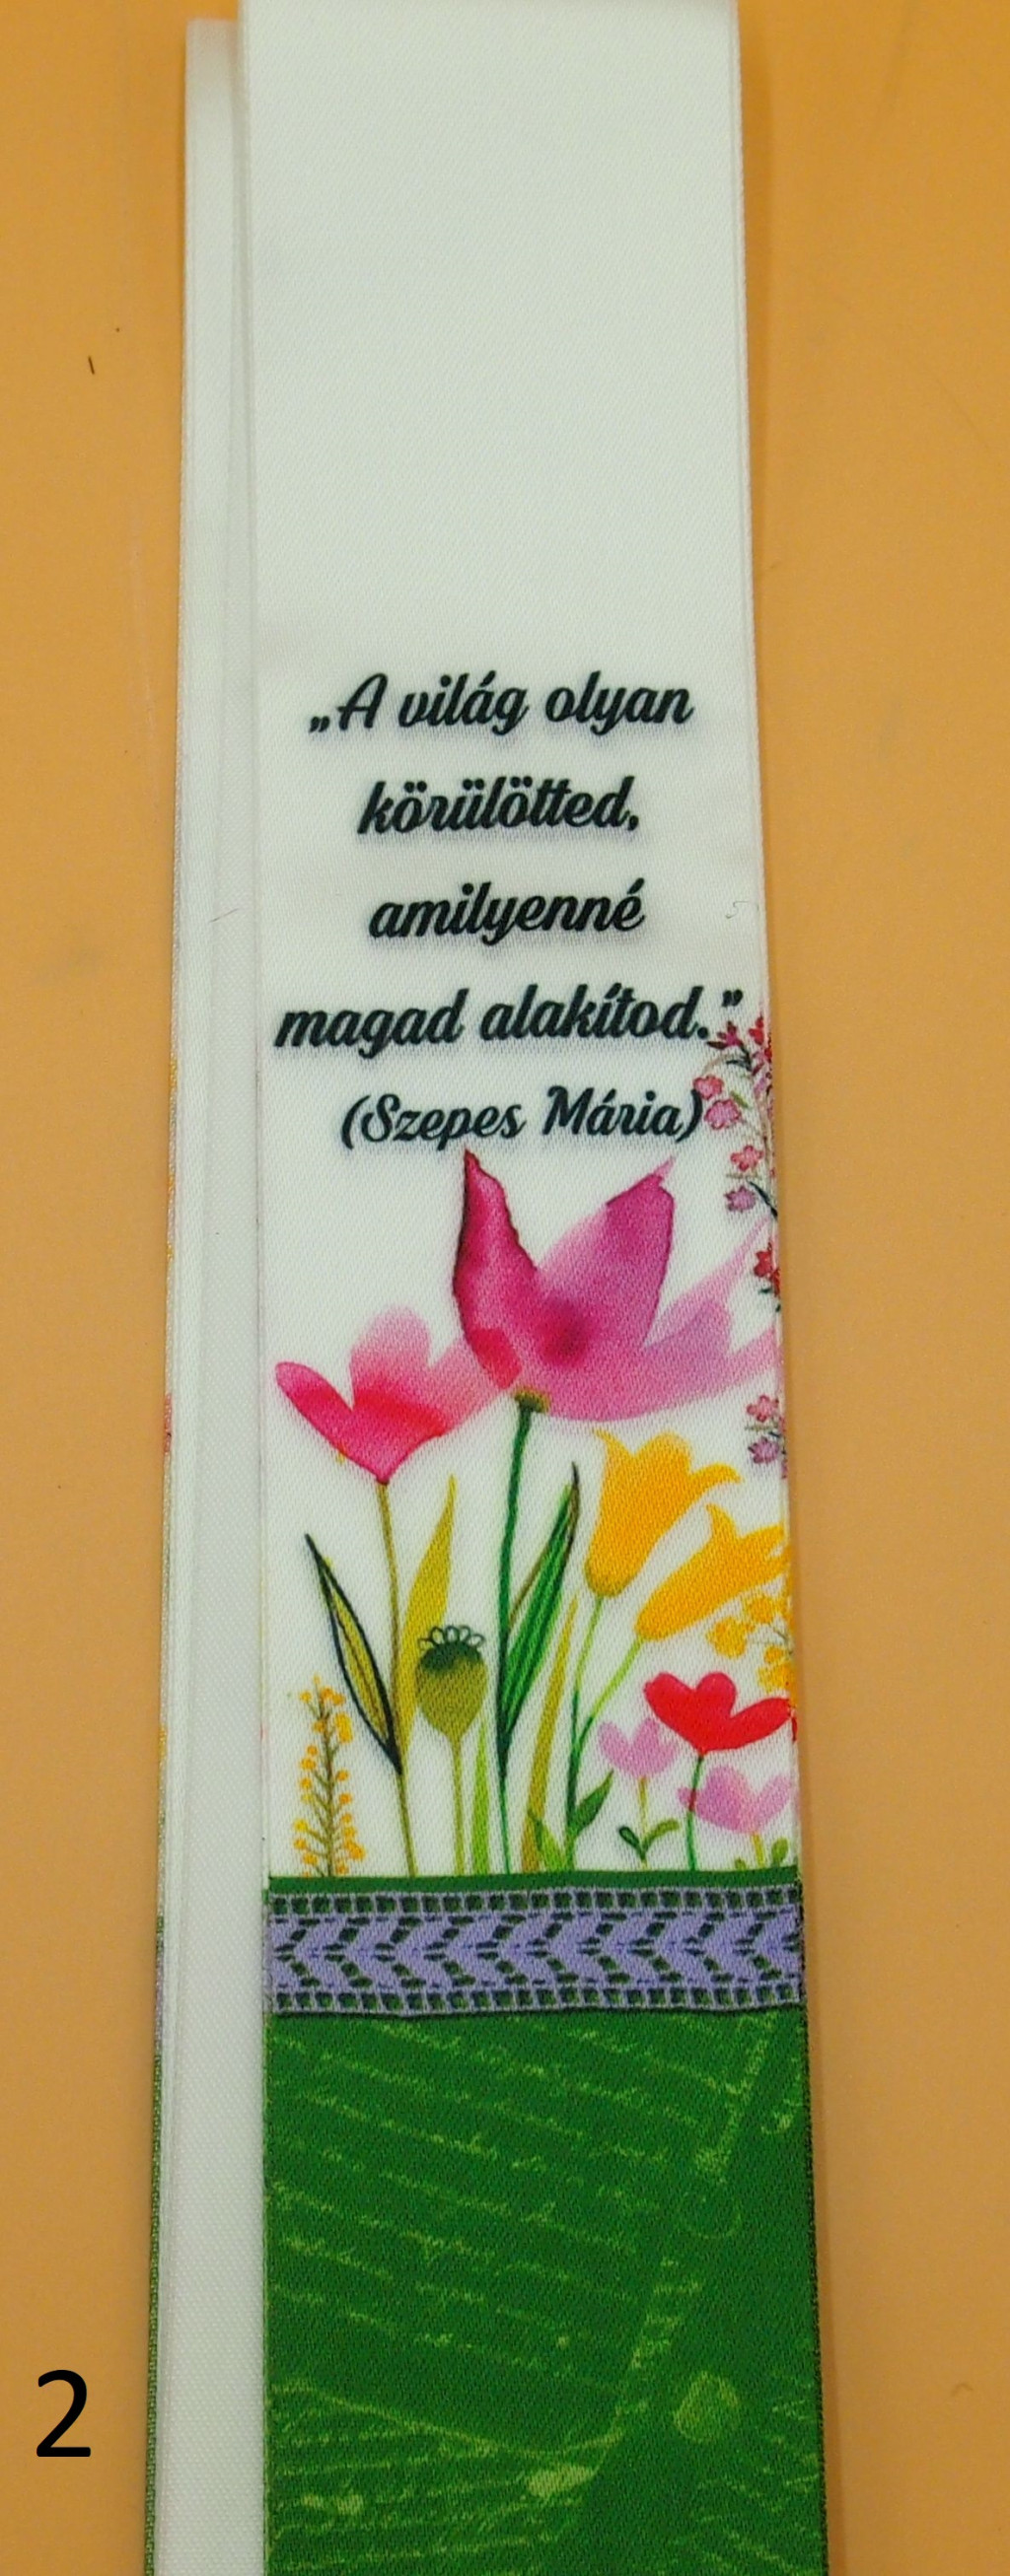 „A világ olyan
körülötted,
amilyenné
magad alakítod.”
(Szepes Mária)
2